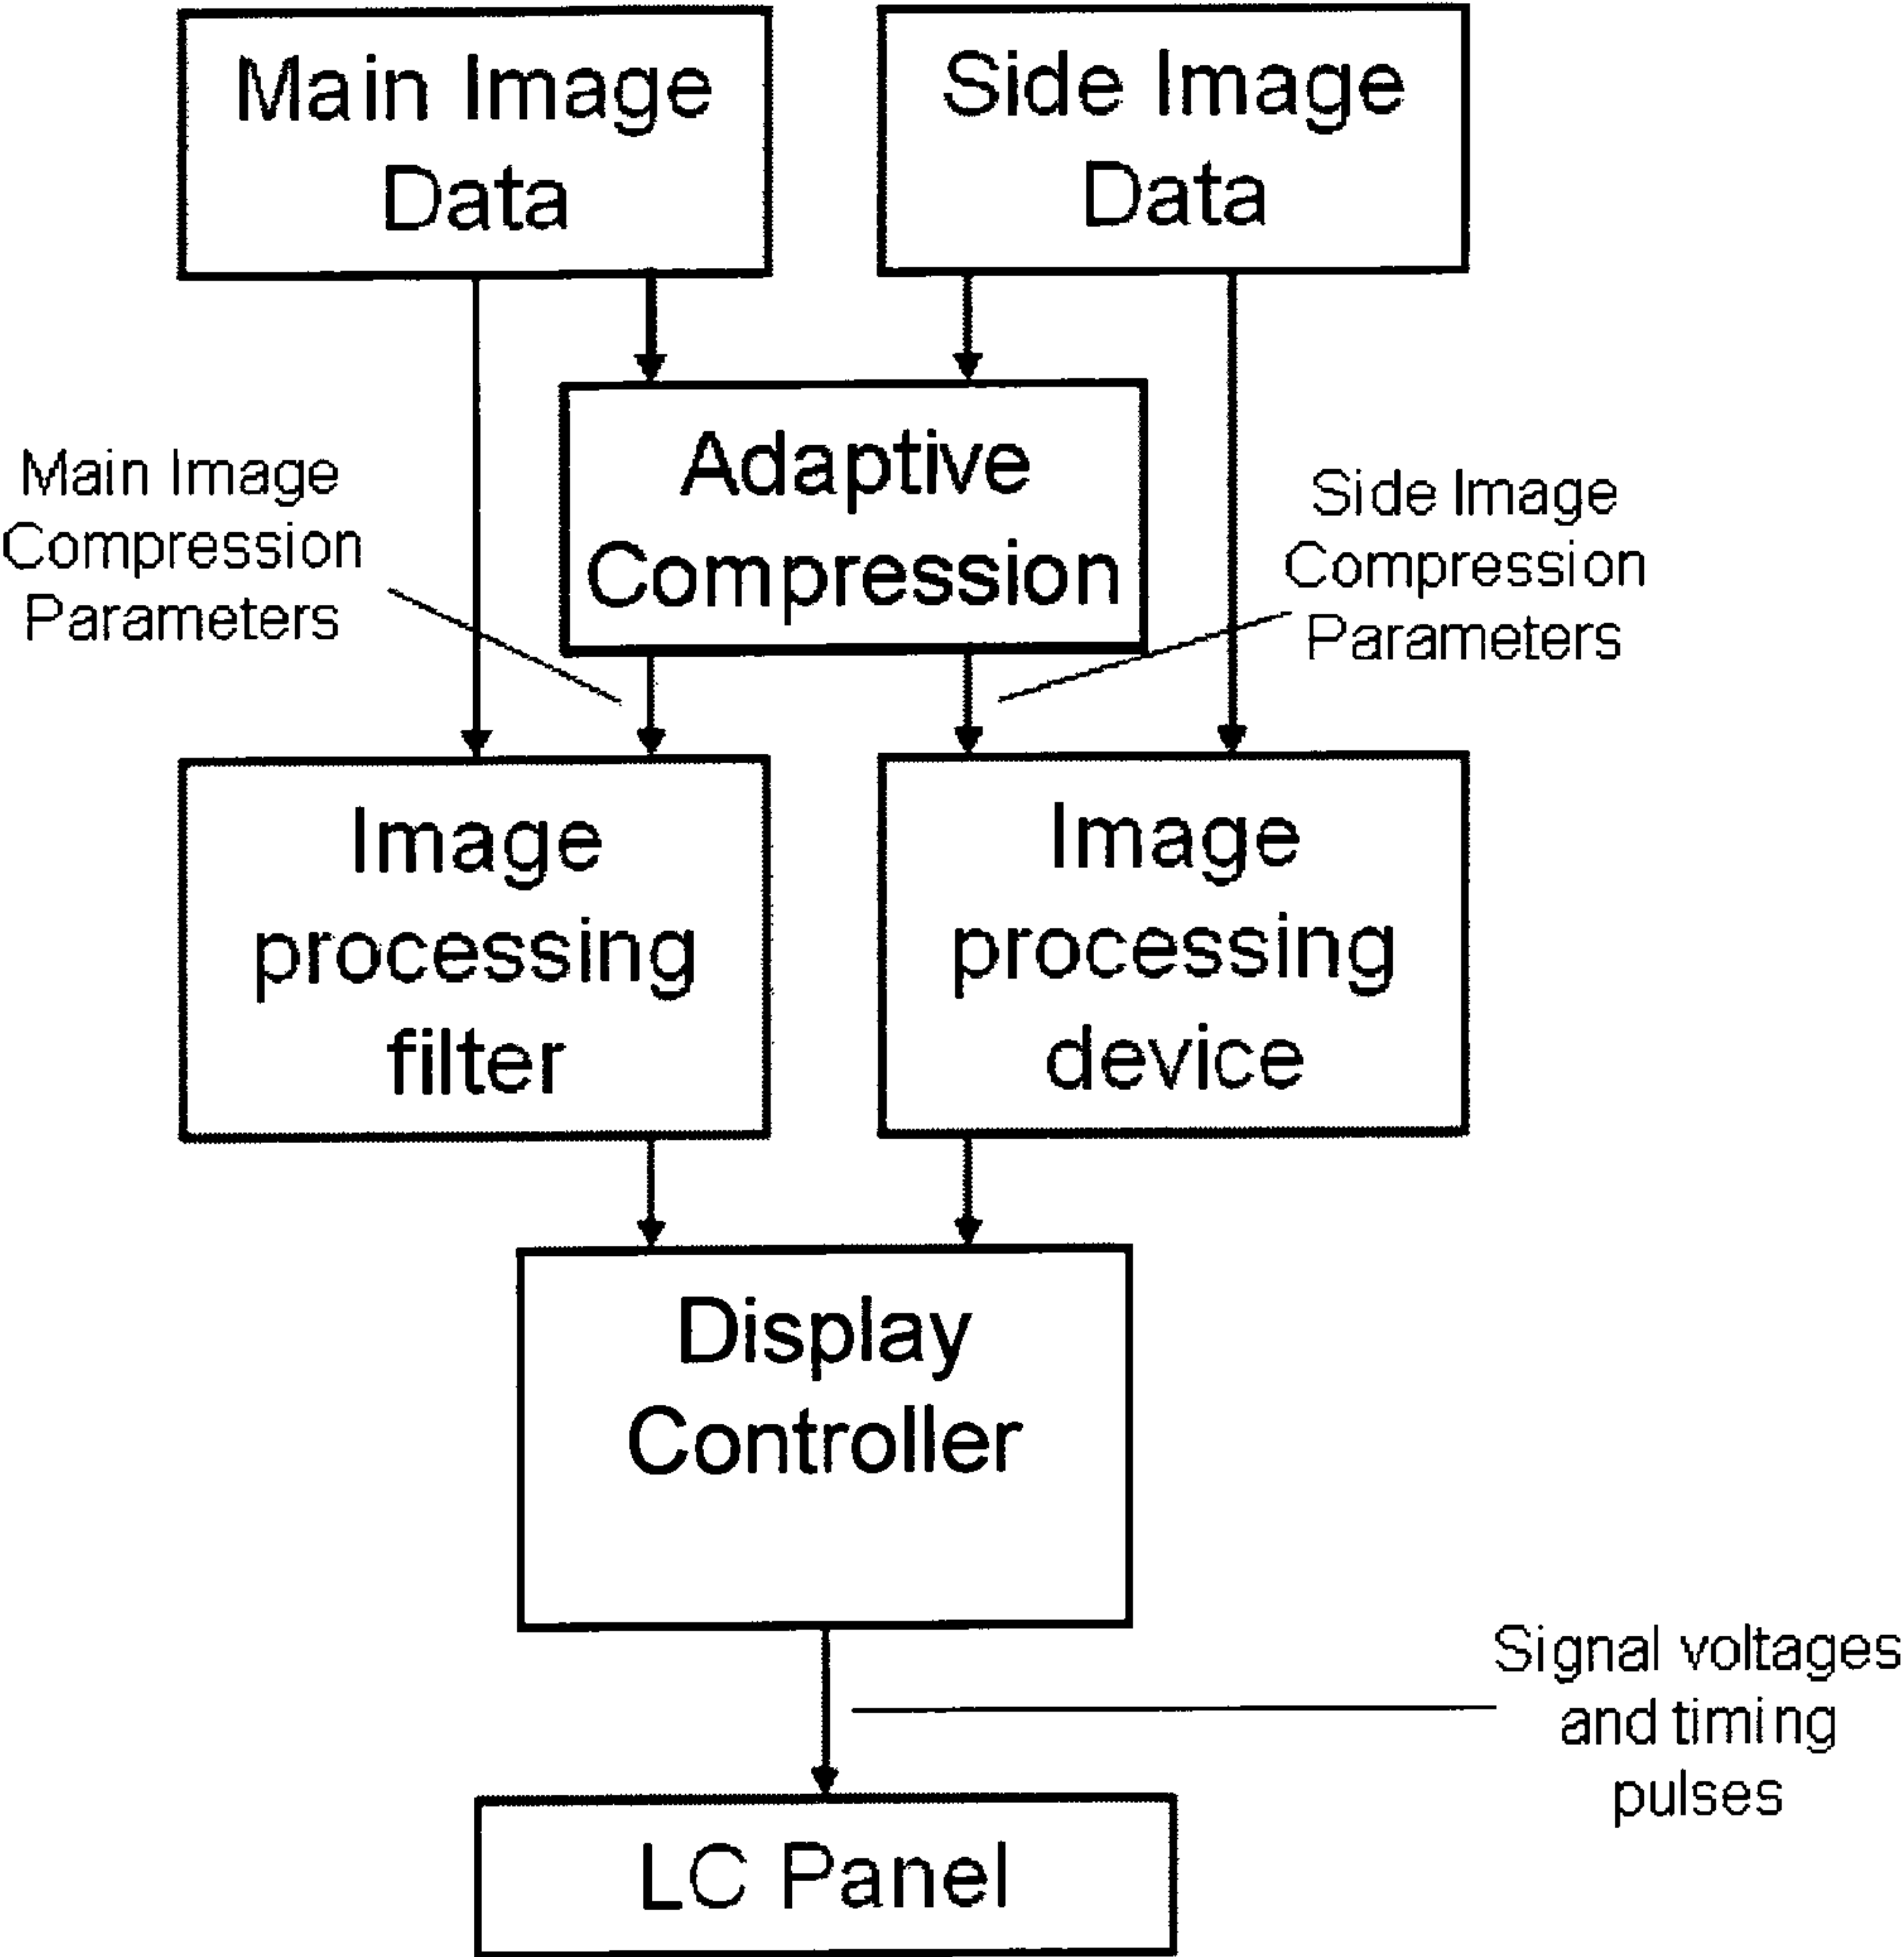 Main Image
Data
Side Image
Data
Adaptive
Compression
Main Image
Compression
Parameters
Side Image
Compression
Parameters
Image
processing
filter
Image
processing
device
Display
Controller
Signal voltages
and timing
pulses
LC Panel